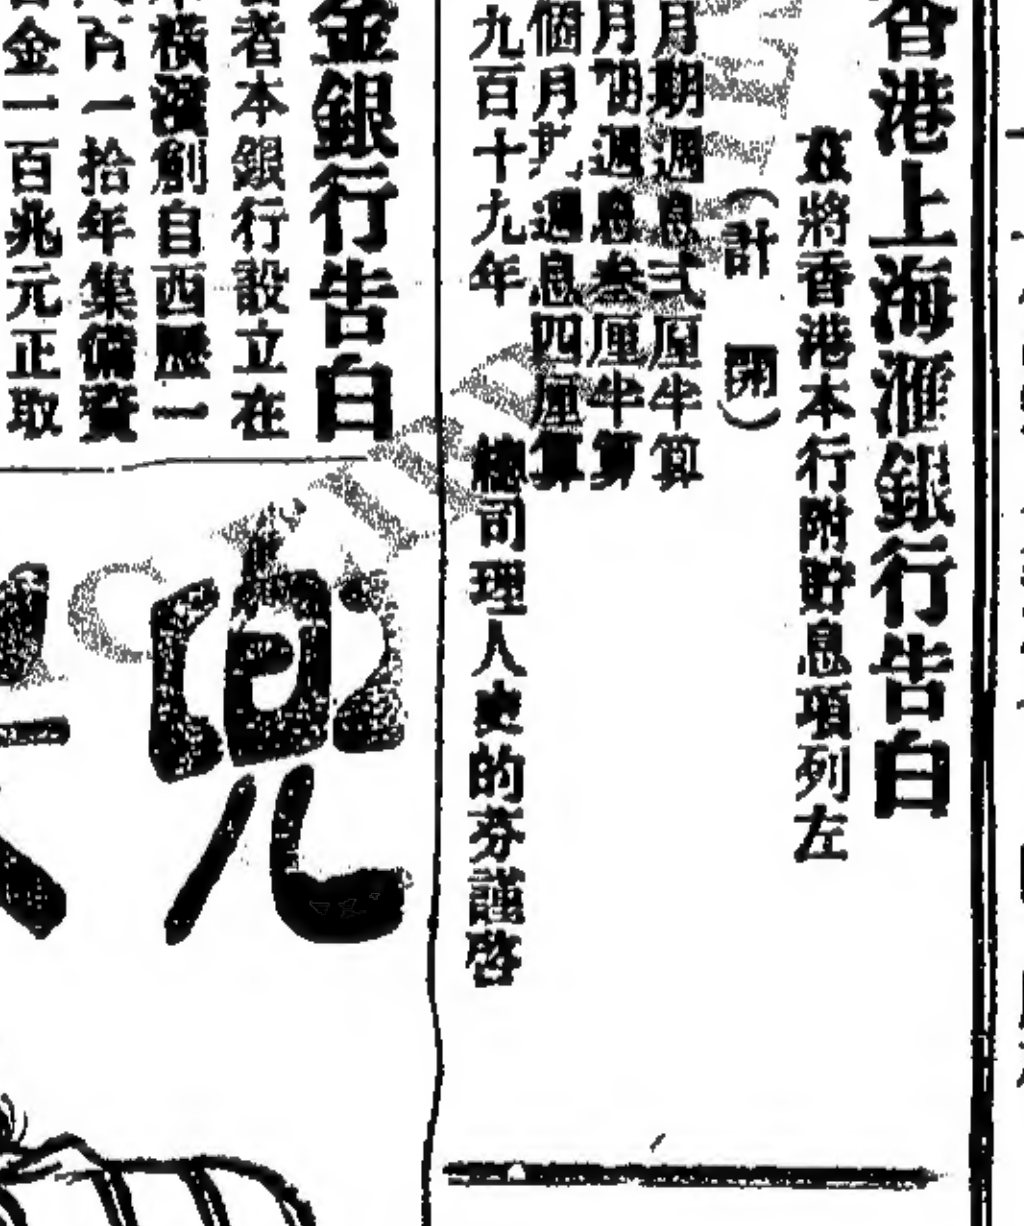 香港上海滙銀行告白
茲將香港本行附貯息項列左
(計 開)
月期週息弍厘半算
月期週息叁厘半算
個月期週息四厘算
九百十九年 總司理人史的芬謹啓
金銀行告白
者本銀行設立在
橫濱創自西歷一
百一拾年集備資
金一百兆元正取